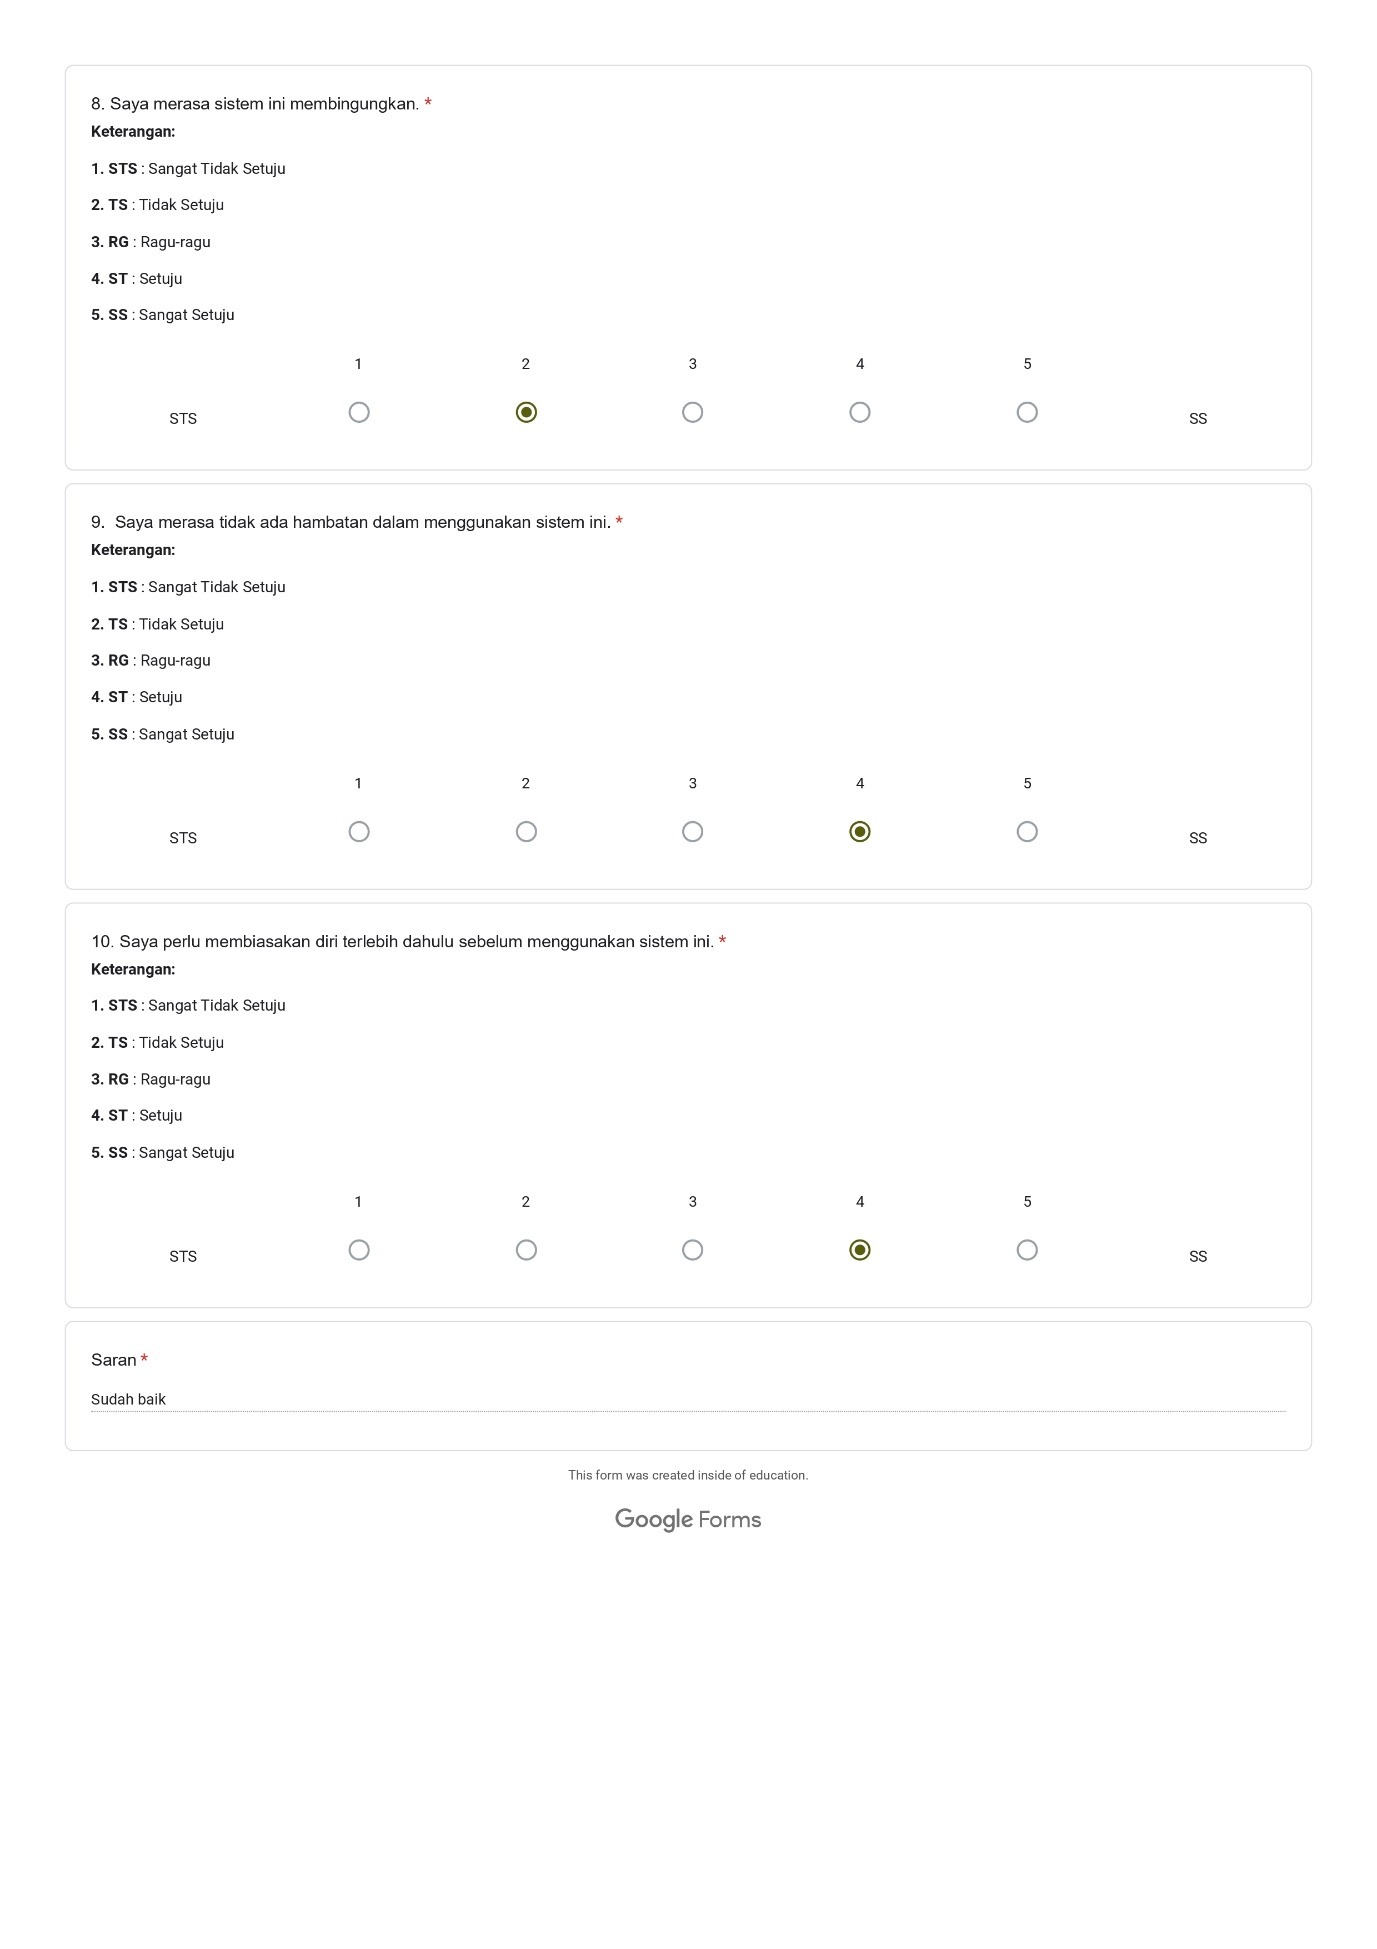 8. Saya merasa sistem ini membingungkan. *
Keterangan:
1. STS : Sangat Tidak Setuju
2. TS : Tidak Setuju
3. RG : Ragu-ragu
4. ST : Setuju
5. SS : Sangat Setuju
1 2 3 4 5
STS SS
9. Saya merasa tidak ada hambatan dalam menggunakan sistem ini. *
Keterangan:
1. STS : Sangat Tidak Setuju
2. TS : Tidak Setuju
3. RG : Ragu-ragu
4. ST : Setuju
5. SS : Sangat Setuju
1 2 3 4 5
STS SS
10. Saya perlu membiasakan diri terlebih dahulu sebelum menggunakan sistem ini. *
Keterangan:
1. STS : Sangat Tidak Setuju
2. TS : Tidak Setuju
3. RG : Ragu-ragu
4. ST : Setuju
5. SS : Sangat Setuju
1 2 3 4 5
STS SS
Saran *
Sudah baik
This form was created inside of education.
Google Forms